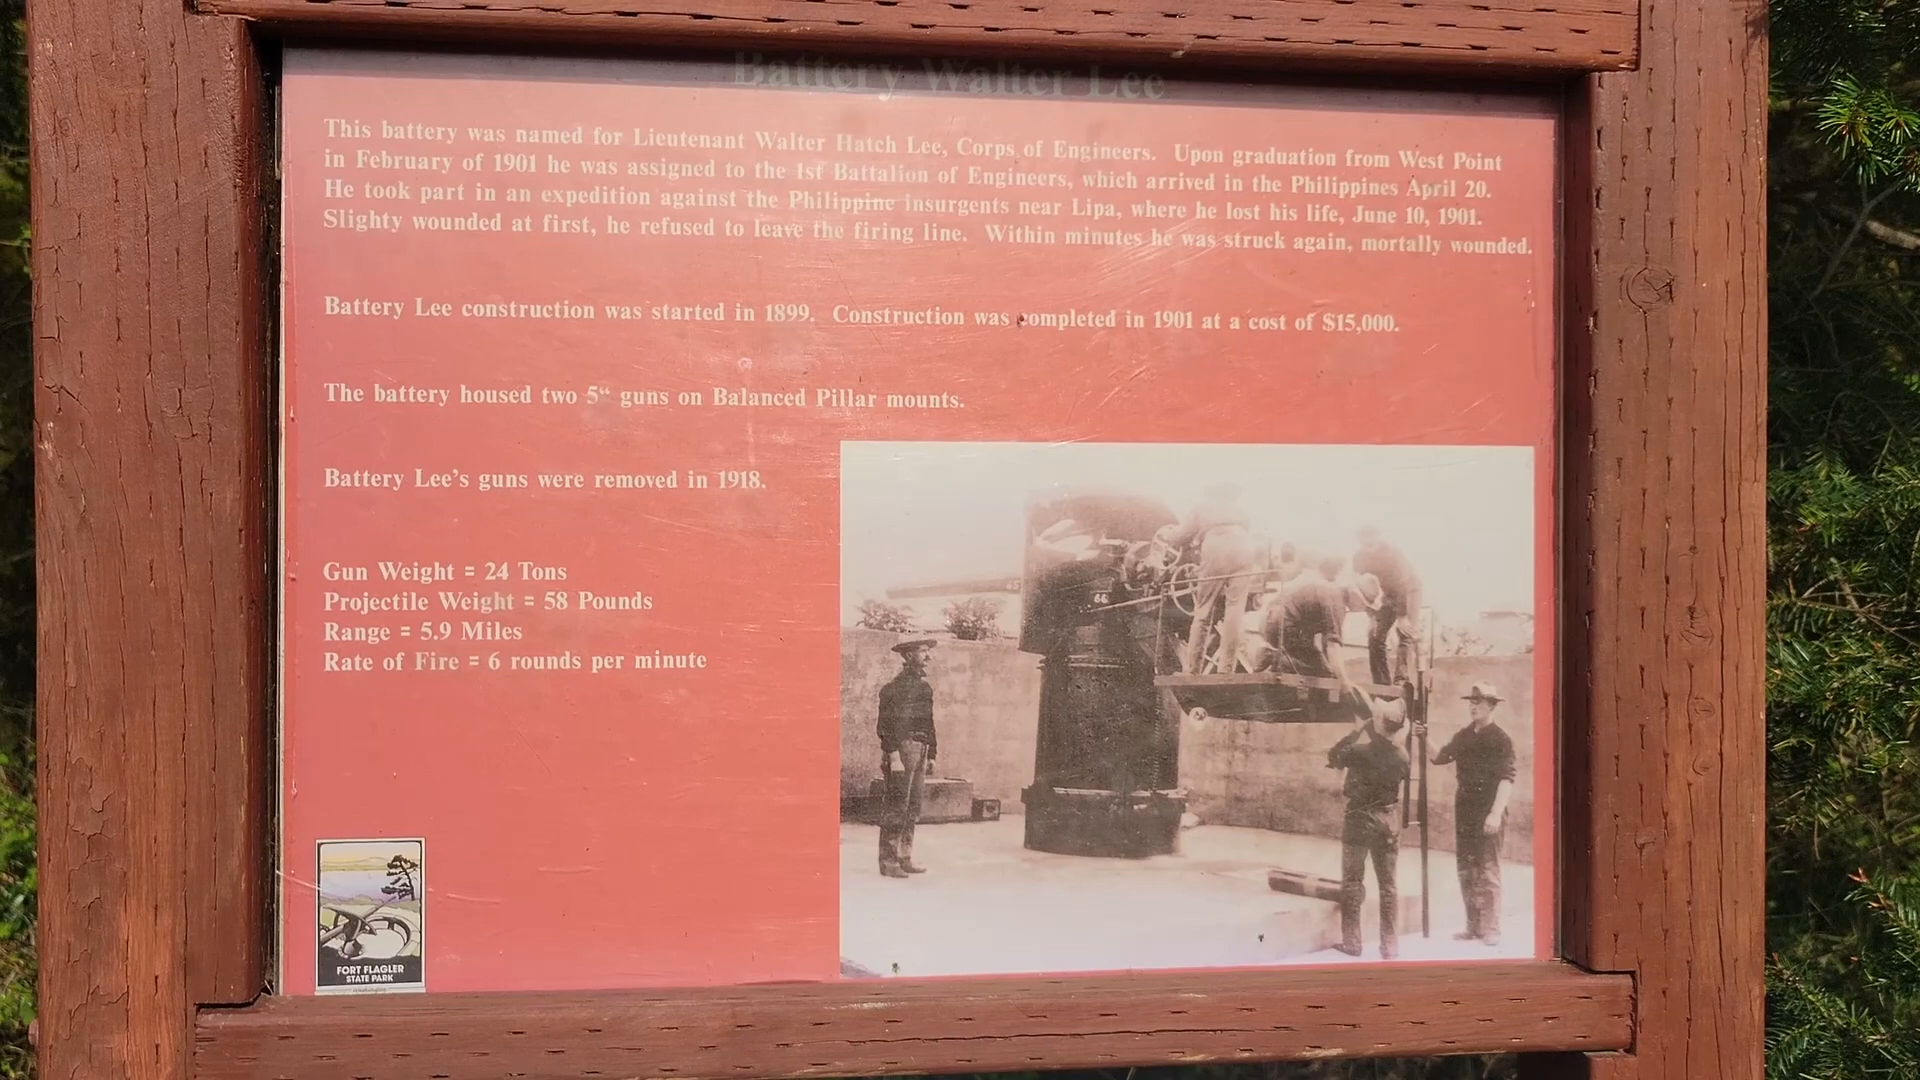 Battery Walter Lee
This battery was named for Lieutenant Walter Hatch Lee, Corps of Engineers. Upon graduation from West Point
in February of 1901 he was assigned to the 1st Battalion of Engineers, which arrived in the Philippines April 20.
He took part in an expedition against the Philippine Insurgents near Lipa, where he lost his life, June 10, 1901.
Slighty wounded at first, he refused to leave the firing line. Within minutes he was struck again, mortally wounded.
Battery Lee construction was started in 1899. Construction was completed in 1901 at a cost of $15,000.
The battery housed two 5“ guns on Balanced Pillar mounts.
Battery Lee's guns were removed in 1918.
Gun Weight = 24 Tons
Projectile Weight = 58 Pounds
Range = 5.9 Miles
Rate of Fire = 6 rounds per minute
66
FORT FLAGLER
STATE PARK